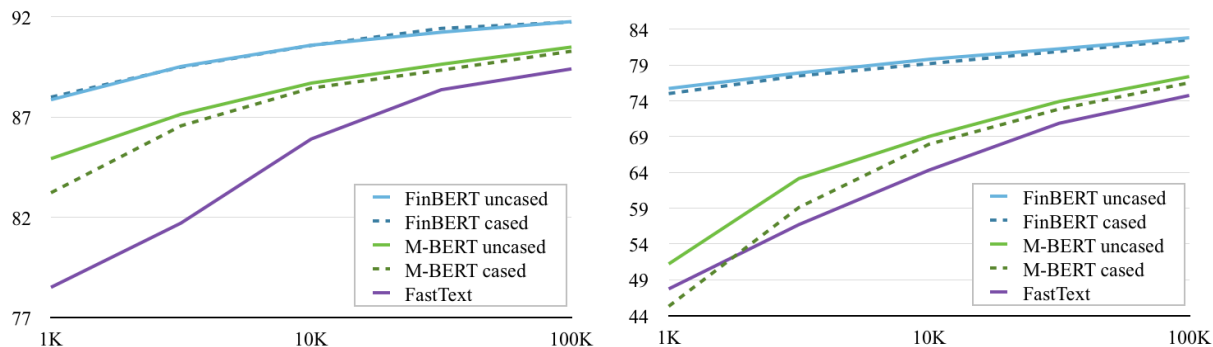 92
87
82
77
1K
10K
100K
FinBERT uncased
FinBERT cased
M-BERT uncased
M-BERT cased
FastText
84
79
74
69
64
59
54
49
44
1K
10K
100K
FinBERT uncased
FinBERT cased
M-BERT uncased
M-BERT cased
FastText